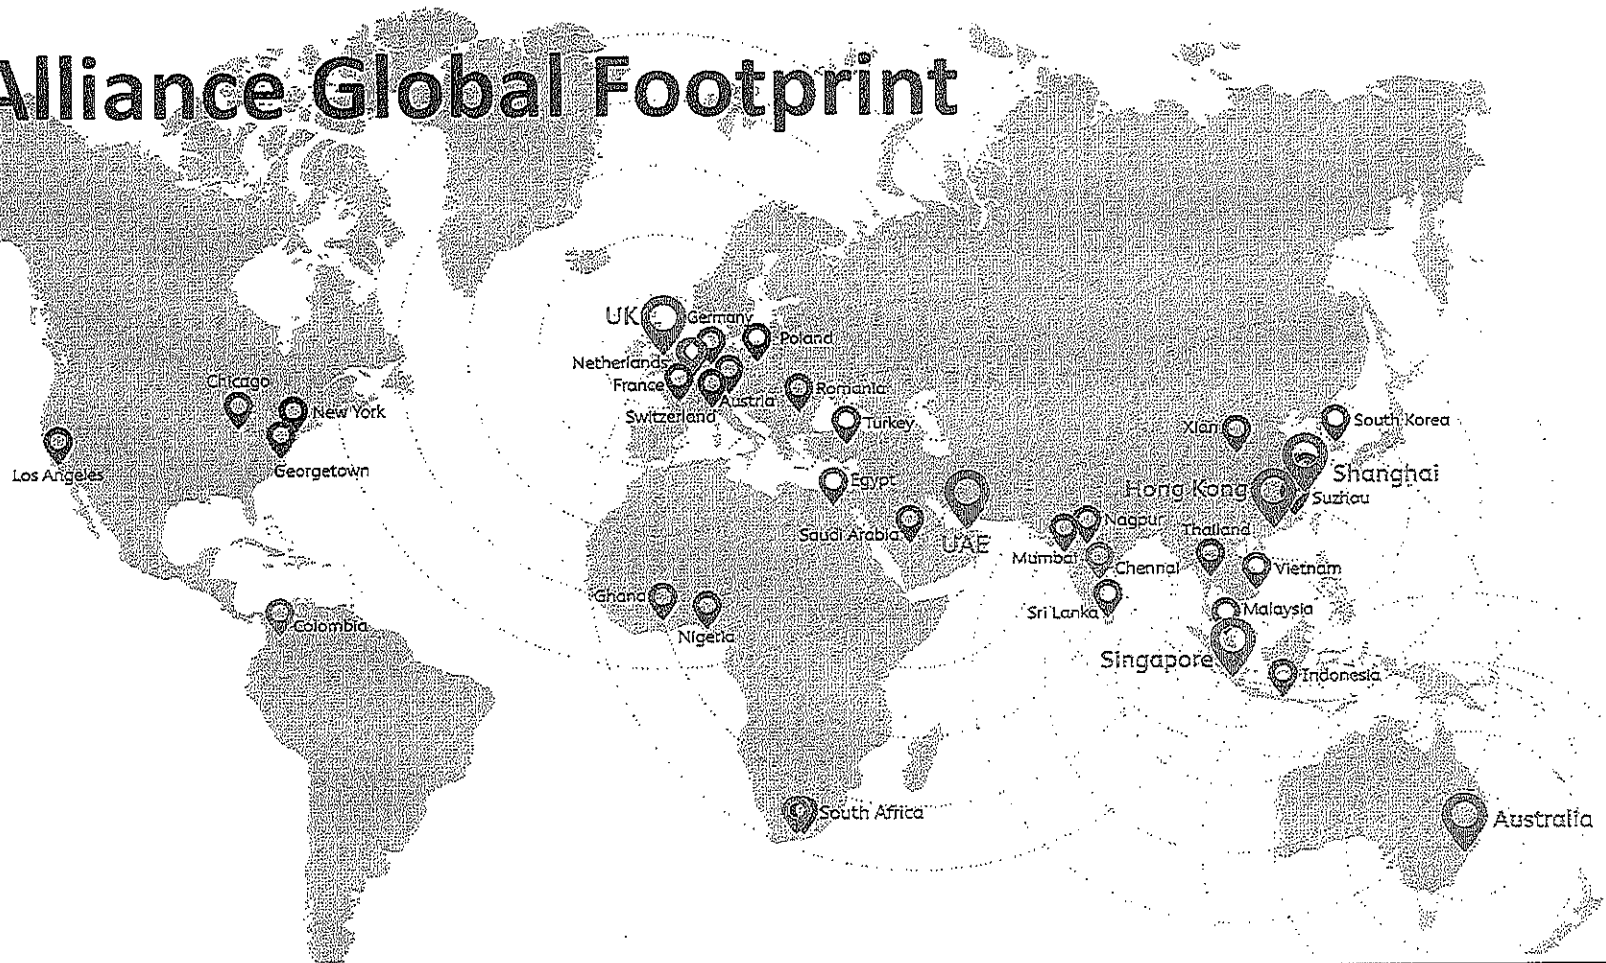 Alliance Global Footprint
UK
Germany
Poland
Netherlands
France
Austria
Romania
Switzerland
Turkey
Chicago
New York
Los Angeles
Georgetown
Xian
South Korea
Shanghai
Hong Kong
Suzhou
Egypt
Saudi Arabia
UAE
Nagpur
Mumbai
Chennai
Thailand
Vietnam
Sri Lanka
Malaysia
Ghana
Nigeria
Colombia
Singapore
Indonesia
South Africa
Australia